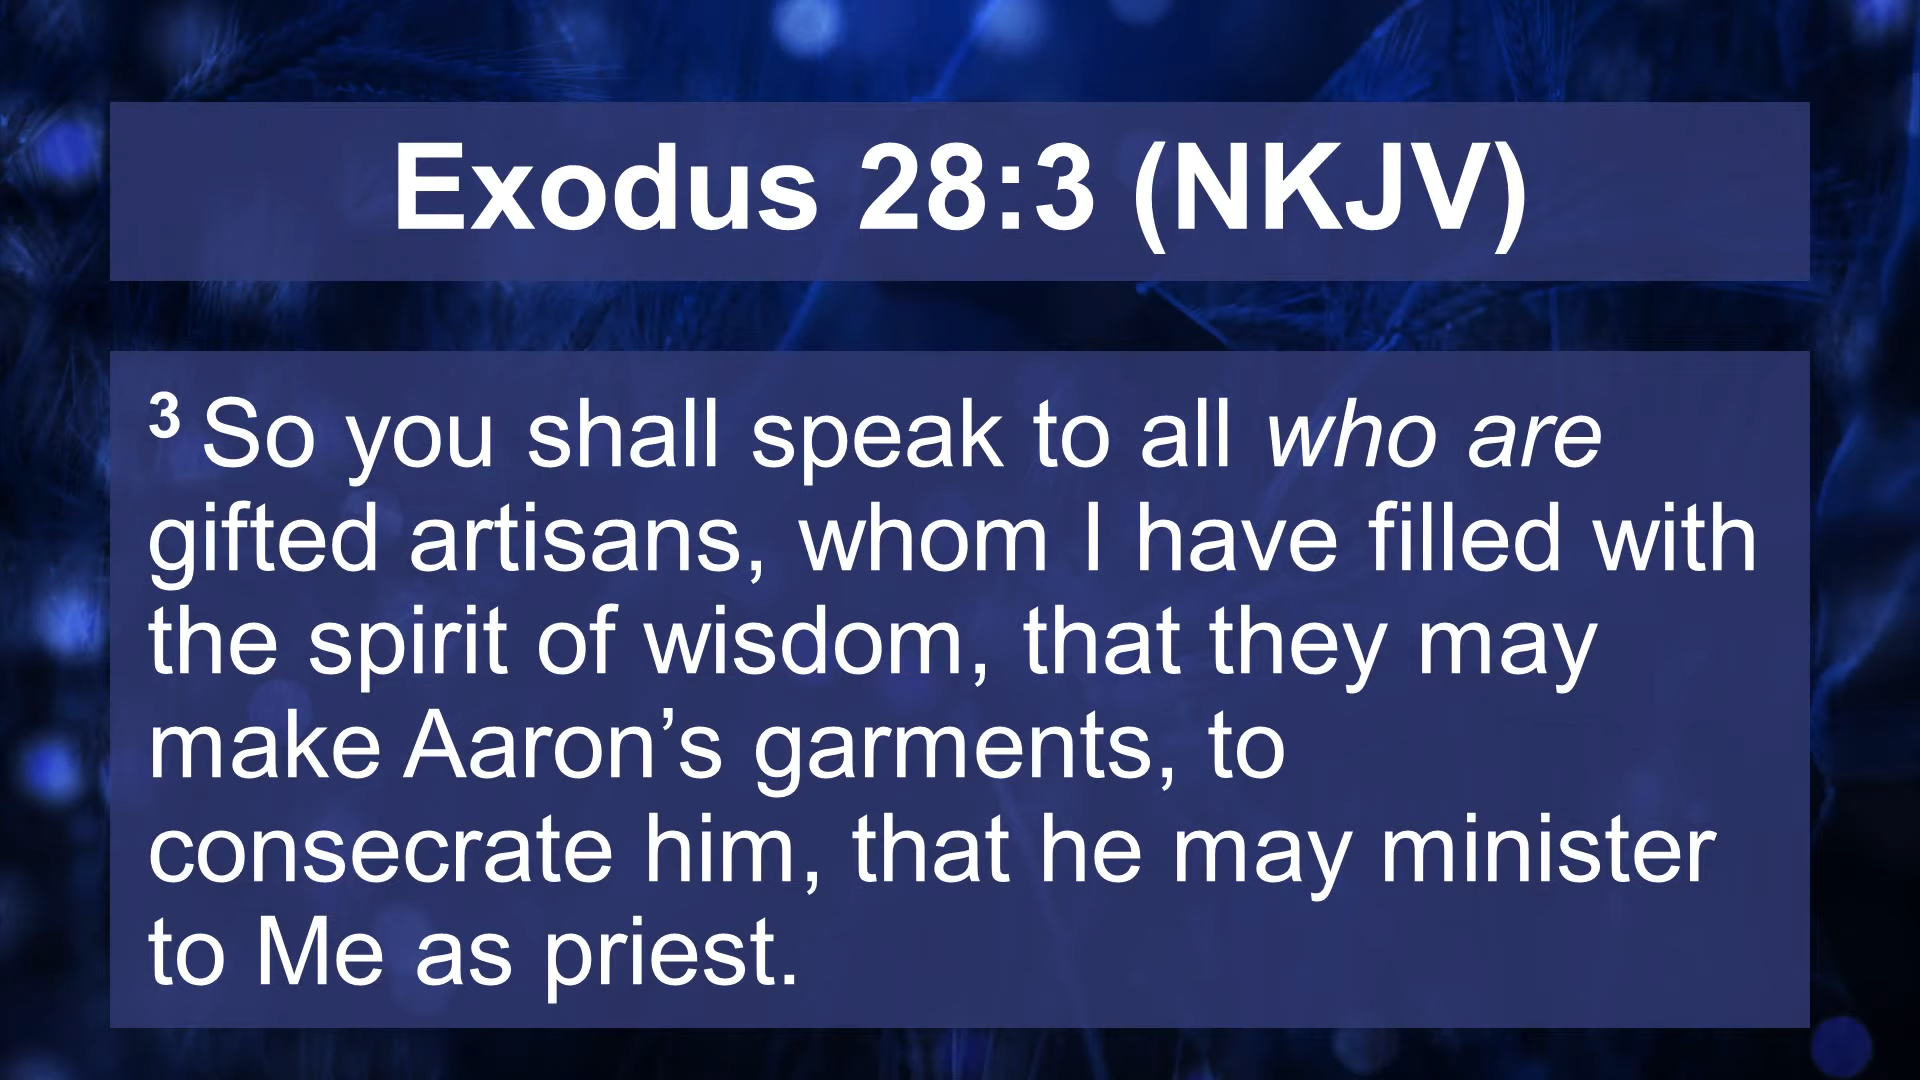 Exodus 28:3 (NKJV)
3 So you shall speak to all who are
gifted artisans, whom I have filled with
the spirit of wisdom, that they may
make Aaron’s garments, to
consecrate him, that he may minister
to Me as priest.